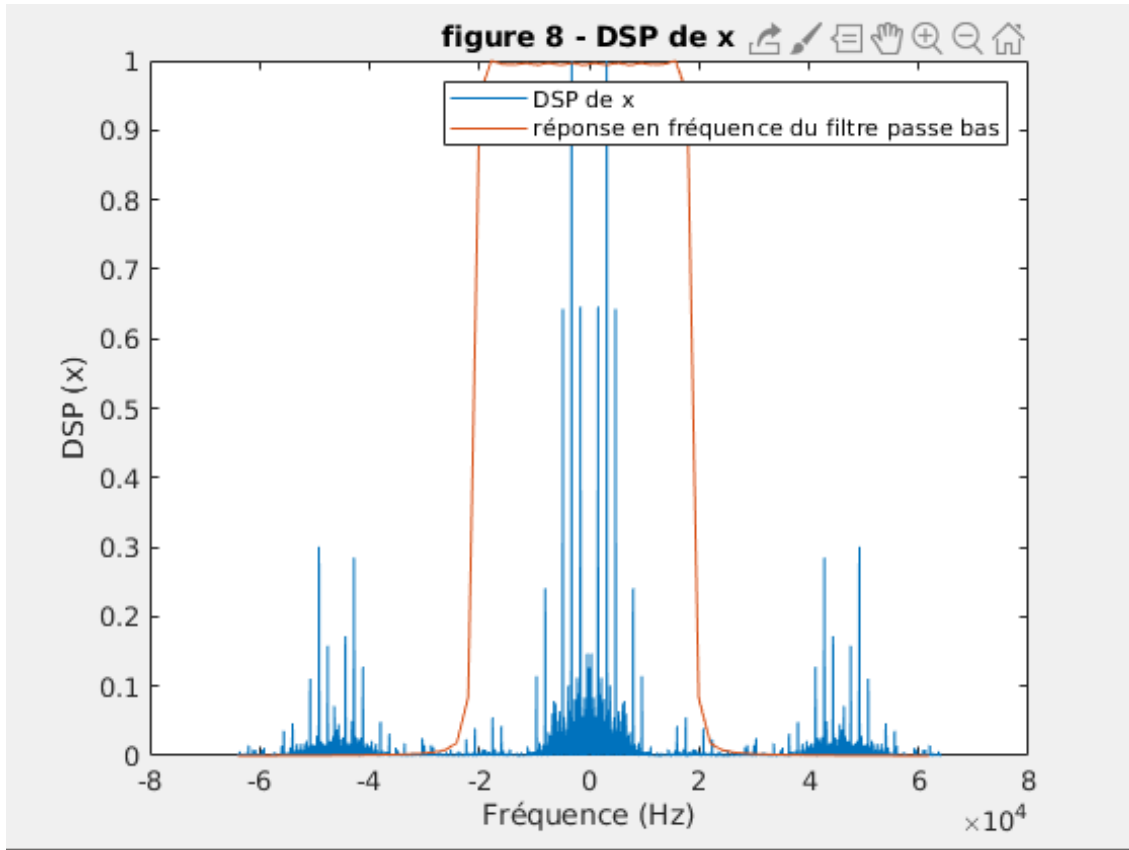 figure 8 - DSP de x
DSP de x
réponse en fréquence du filtre passe bas
DSP (x)
1
0.9
0.8
0.7
0.6
0.5
0.4
0.3
0.2
0.1
0
-8 -6 -4 -2 0 2 4 6 8
Fréquence (Hz)
×10⁴